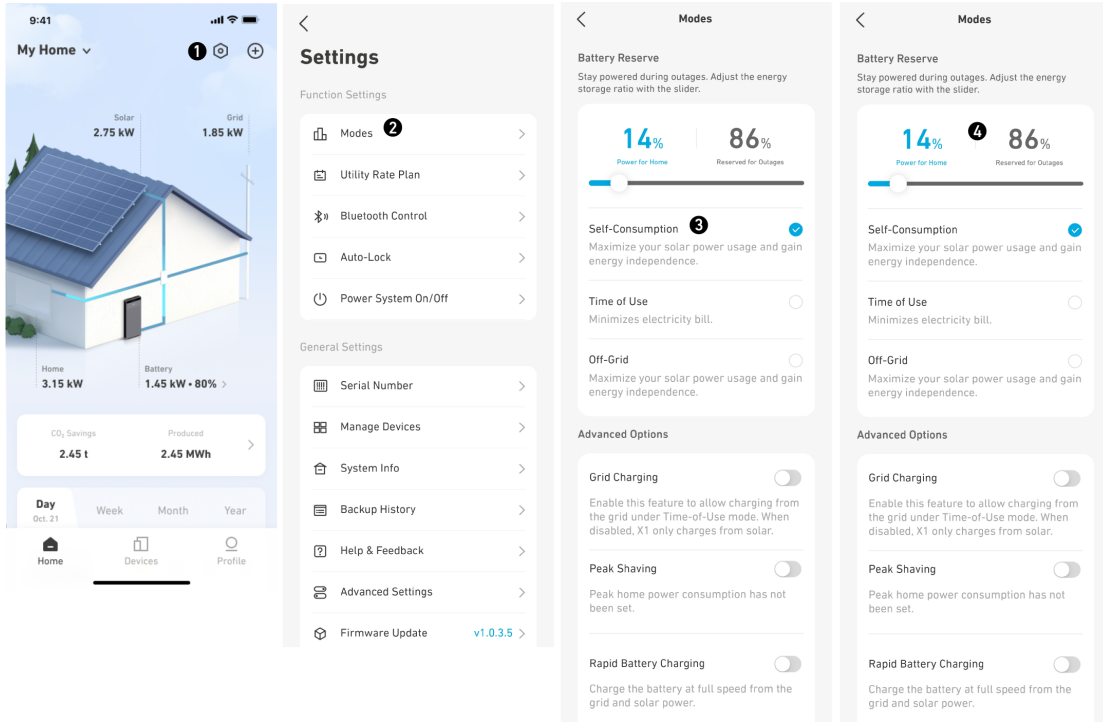 9:41
My Home
1
Solar
2.75 kW
Grid
1.85 kW
Home
3.15 kW
Battery
1.45 kW • 80% >
CO₂ Savings
2.45 t
Produced
2.45 MWh
Day
Oct. 21
Week
Month
Year
Home
Devices
Profile
Settings
Function Settings
Modes 2
Utility Rate Plan
Bluetooth Control
Auto-Lock
Power System On/Off
General Settings
Serial Number
Manage Devices
System Info
Backup History
Help & Feedback
Advanced Settings
Firmware Update v1.0.3.5
Modes
Battery Reserve
Stay powered during outages. Adjust the energy
storage ratio with the slider.
14%
Power for Home
86%
Reserved for Outages
Self-Consumption 3
Maximize your solar power usage and gain
energy independence.
Time of Use
Minimizes electricity bill.
Off-Grid
Maximize your solar power usage and gain
energy independence.
Advanced Options
Grid Charging
Enable this feature to allow charging from
the grid under Time-of-Use mode. When
disabled, X1 only charges from solar.
Peak Shaving
Peak home power consumption has not
been set.
Rapid Battery Charging
Charge the battery at full speed from the
grid and solar power.
Modes
Battery Reserve
Stay powered during outages. Adjust the energy
storage ratio with the slider.
14%
Power for Home
4
86%
Reserved for Outages
Self-Consumption
Maximize your solar power usage and gain
energy independence.
Time of Use
Minimizes electricity bill.
Off-Grid
Maximize your solar power usage and gain
energy independence.
Advanced Options
Grid Charging
Enable this feature to allow charging from
the grid under Time-of-Use mode. When
disabled, X1 only charges from solar.
Peak Shaving
Peak home power consumption has not
been set.
Rapid Battery Charging
Charge the battery at full speed from the
grid and solar power.